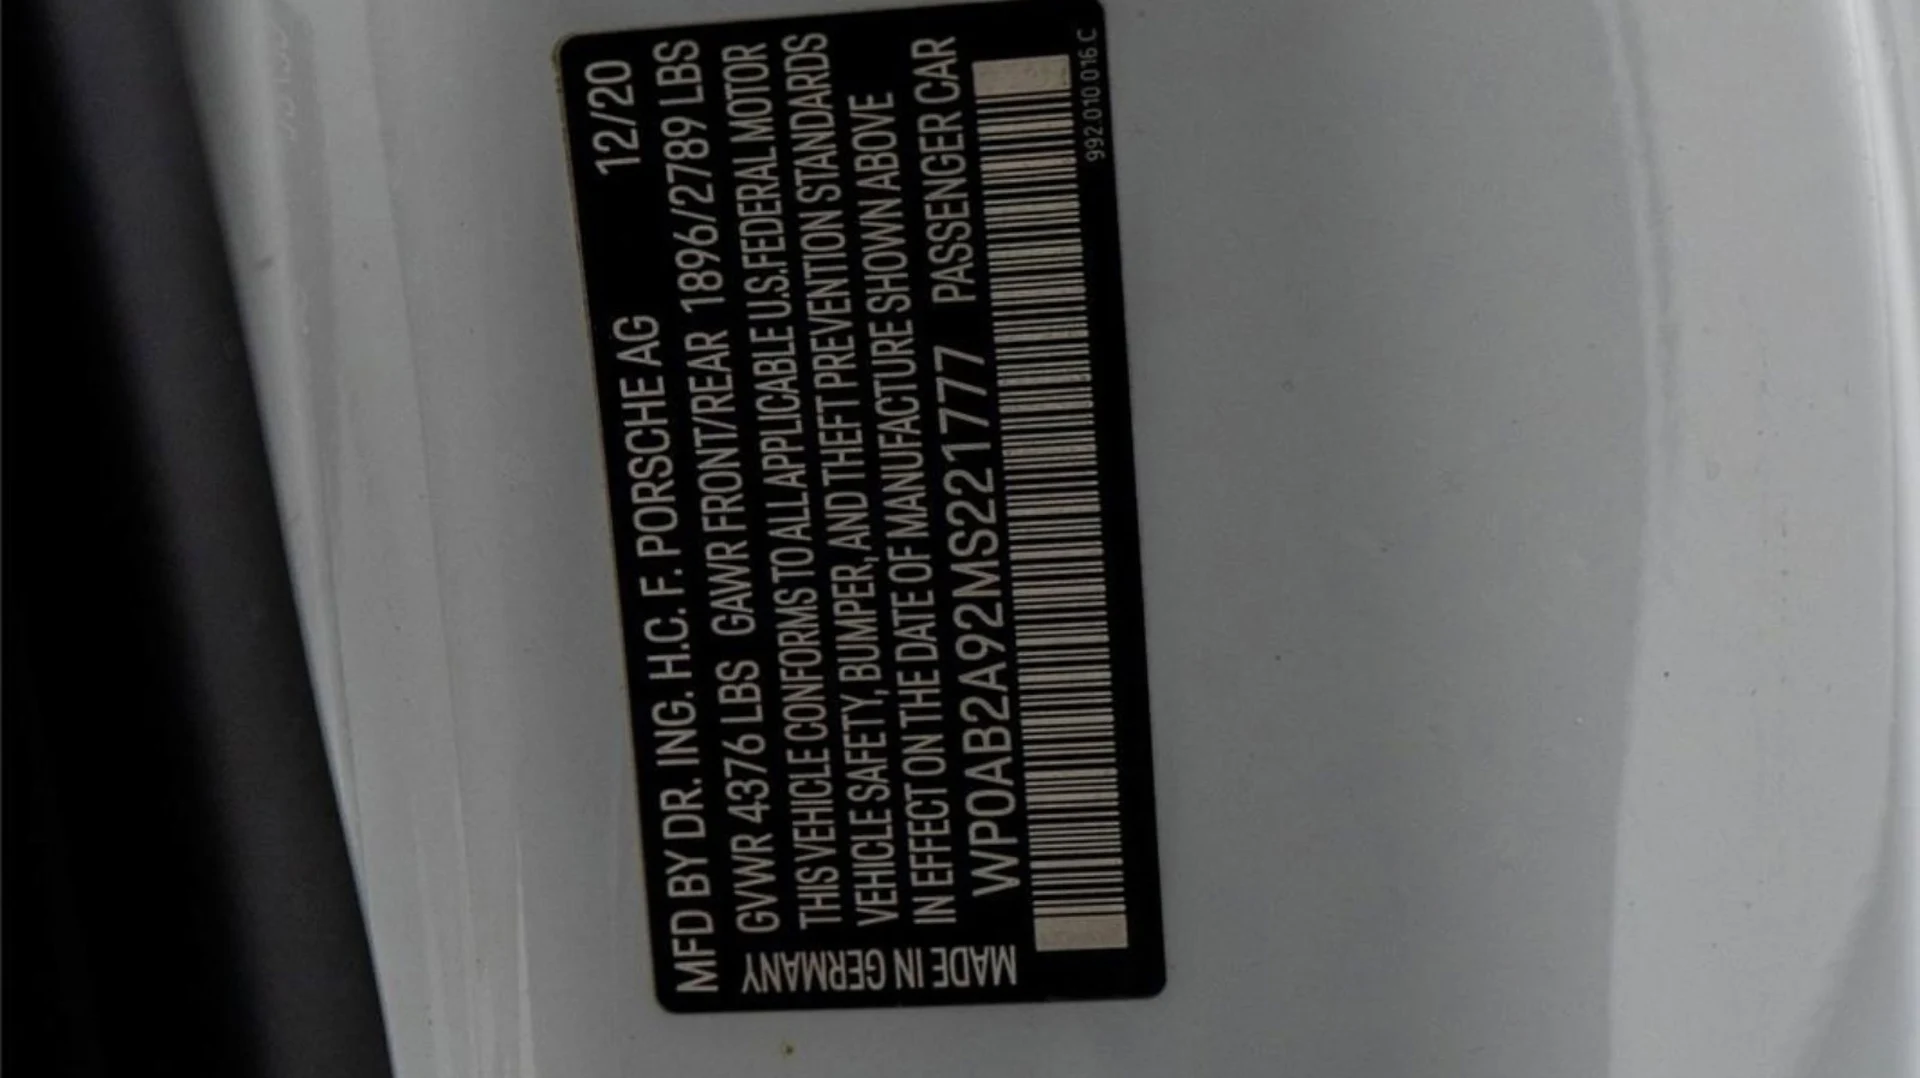 MFD BY DR. ING. H.C. F. PORSCHE AG 12/20
GVWR 4376 LBS GAWR FRONT/REAR 1896/2789 LBS
THIS VEHICLE CONFORMS TO ALL APPLICABLE U.S. FEDERAL MOTOR
VEHICLE SAFETY, BUMPER, AND THEFT PREVENTION STANDARDS
IN EFFECT ON THE DATE OF MANUFACTURE SHOWN ABOVE
WP0AB2A92MS221777 PASSENGER CAR
992.010.016.C
MADE IN GERMANY